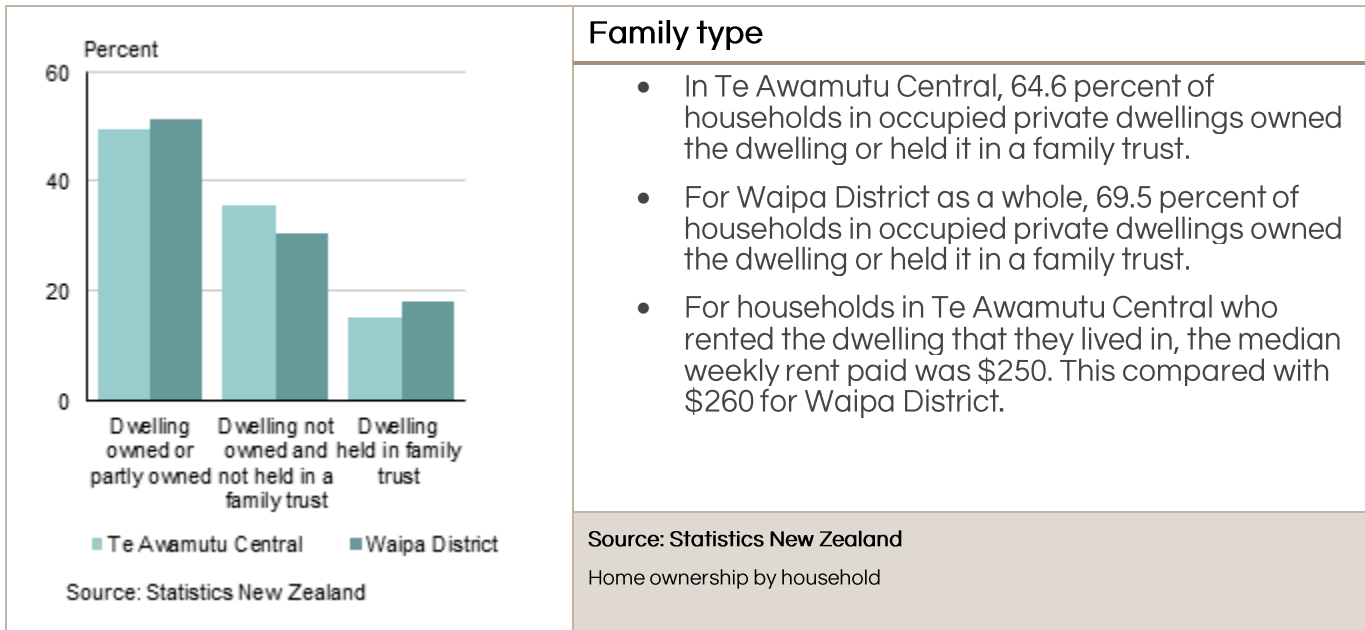 Percent
60
40
20
0
Dwelling owned or partly owned
Dwelling not owned and not held in a family trust
Dwelling held in family trust
Te Awamutu Central
Waipa District
Source: Statistics New Zealand
Family type
• In Te Awamutu Central, 64.6 percent of
households in occupied private dwellings owned
the dwelling or held it in a family trust.
• For Waipa District as a whole, 69.5 percent of
households in occupied private dwellings owned
the dwelling or held it in a family trust.
• For households in Te Awamutu Central who
rented the dwelling that they lived in, the median
weekly rent paid was $250. This compared with
$260 for Waipa District.
Source: Statistics New Zealand
Home ownership by household